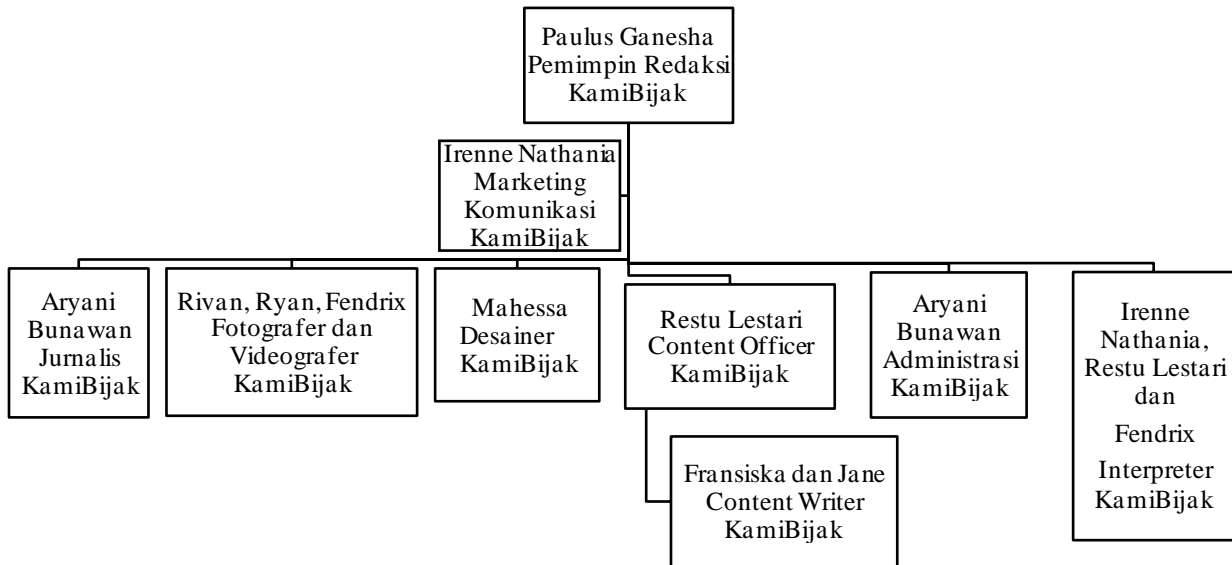 Paulus Ganesha
Pemimpin Redaksi
KamiBijak
Irenne Nathania
Marketing
Komunikasi
KamiBijak
Aryani
Bunawan
Jurnalis
KamiBijak
Rivan, Ryan, Fendrix
Fotografer dan
Videografer
KamiBijak
Mahessa
Desainer
KamiBijak
Restu Lestari
Content Officer
KamiBijak
Aryani
Bunawan
Administrasi
KamiBijak
Irenne
Nathania,
Restu Lestari
dan
Fendrix
Interpreter
KamiBijak
Fransiska dan Jane
Content Writer
KamiBijak